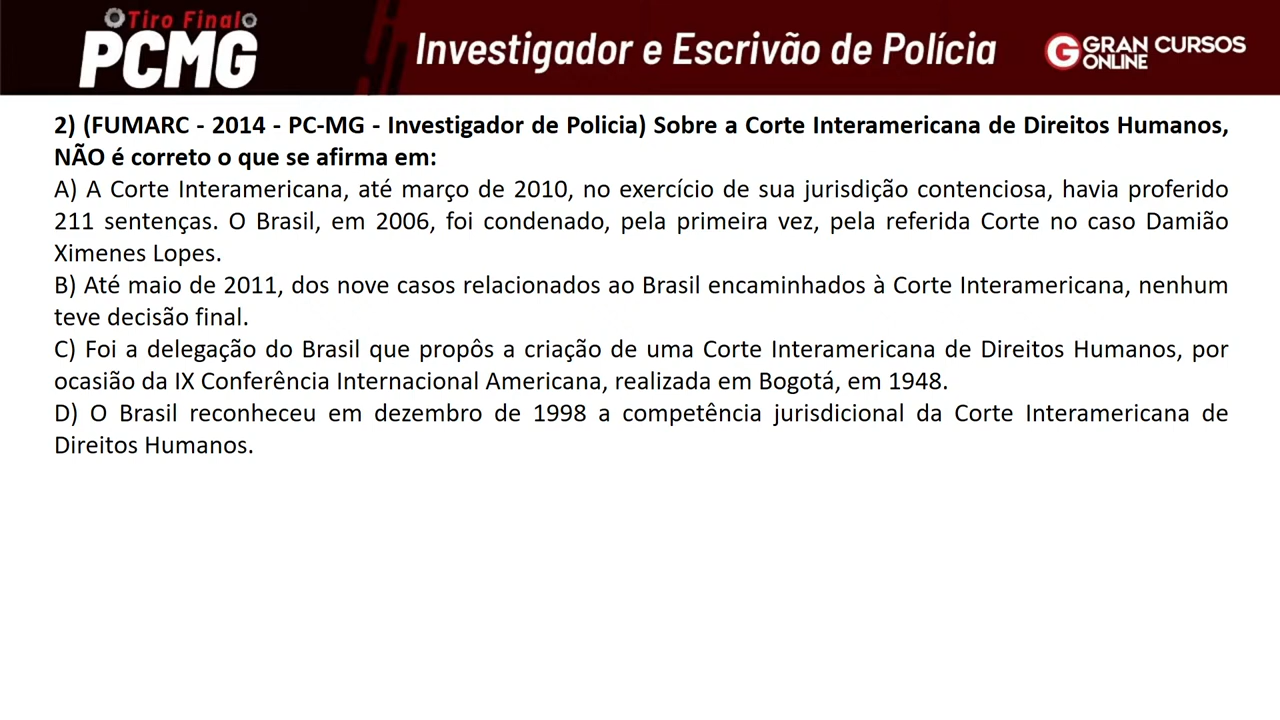 Tiro Final
PCMG
Investigador e Escrivão de Polícia
G GRAN CURSOS
ONLINE
2) (FUMARC - 2014 - PC-MG - Investigador de Policia) Sobre a Corte Interamericana de Direitos Humanos,
NÃO é correto o que se afirma em:
A) A Corte Interamericana, até março de 2010, no exercício de sua jurisdição contenciosa, havia proferido
211 sentenças. O Brasil, em 2006, foi condenado, pela primeira vez, pela referida Corte no caso Damião
Ximenes Lopes.
B) Até maio de 2011, dos nove casos relacionados ao Brasil encaminhados à Corte Interamericana, nenhum
teve decisão final.
C) Foi a delegação do Brasil que propôs a criação de uma Corte Interamericana de Direitos Humanos, por
ocasião da IX Conferência Internacional Americana, realizada em Bogotá, em 1948.
D) O Brasil reconheceu em dezembro de 1998 a competência jurisdicional da Corte Interamericana de
Direitos Humanos.